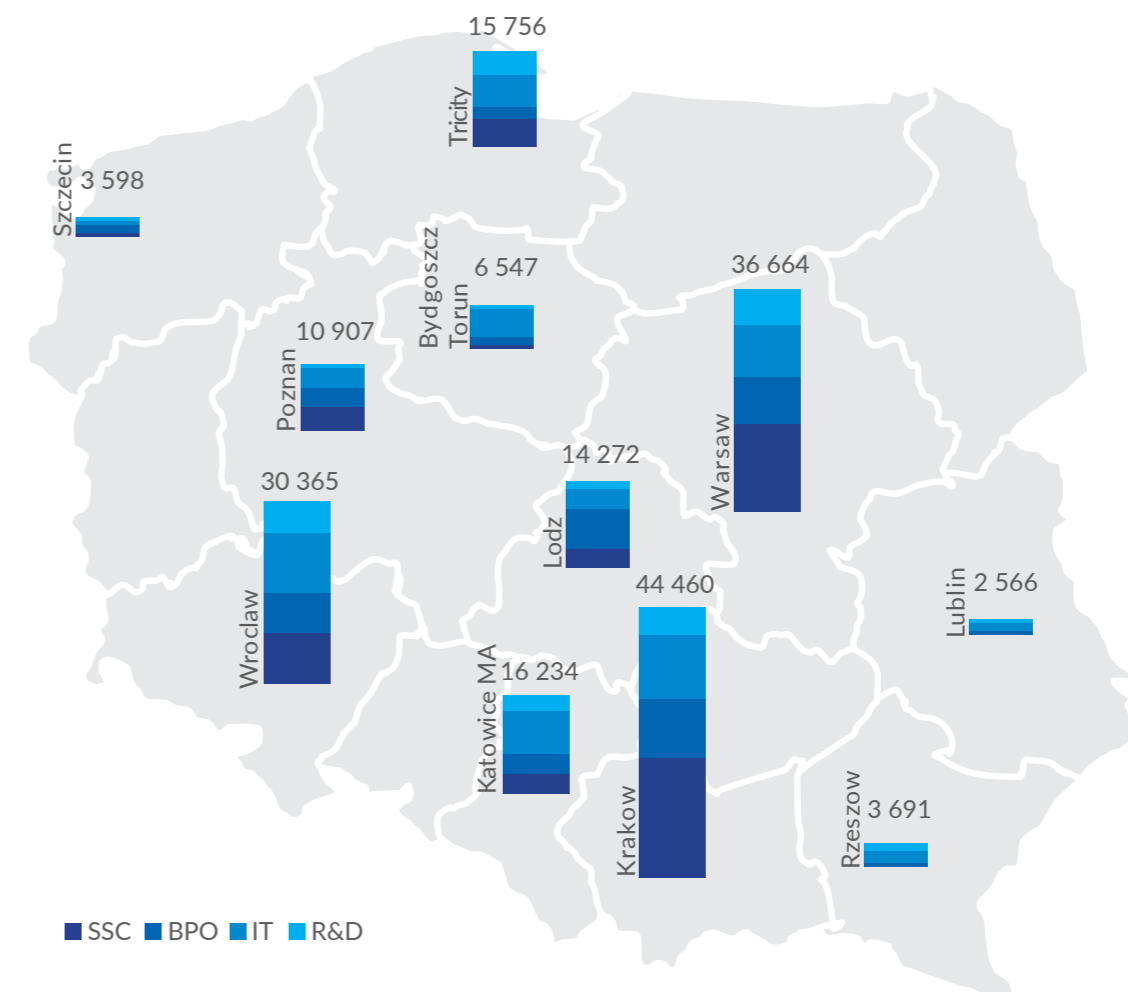 15 756
Tricity
Szczecin
3 598
Bydgoszcz
Torun
6 547
36 664
Warsaw
10 907
Poznan
14 272
Lodz
30 365
Wroclaw
44 460
Krakow
2 566
Lublin
16 234
Katowice MA
3 691
Rzeszow
SSC BPO IT R&D